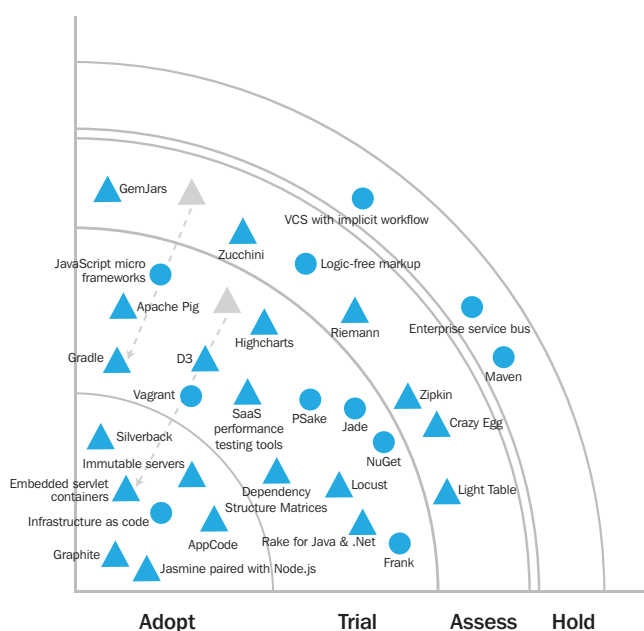 GemJars
VCS with implicit workflow
Zucchini
JavaScript micro
frameworks
Logic-free markup
Apache Pig
Enterprise service bus
Riemann
Highcharts
Gradle
D3
Maven
Vagrant
Zipkin
SaaS
performance
testing tools
PSake
Jade
Crazy Egg
Silverback
NuGet
Immutable servers
Embedded servlet
containers
Dependency
Structure Matrices
Locust
Light Table
Infrastructure as code
AppCode
Rake for Java & .Net
Graphite
Jasmine paired with Node.js
Frank
Adopt
Trial
Assess
Hold